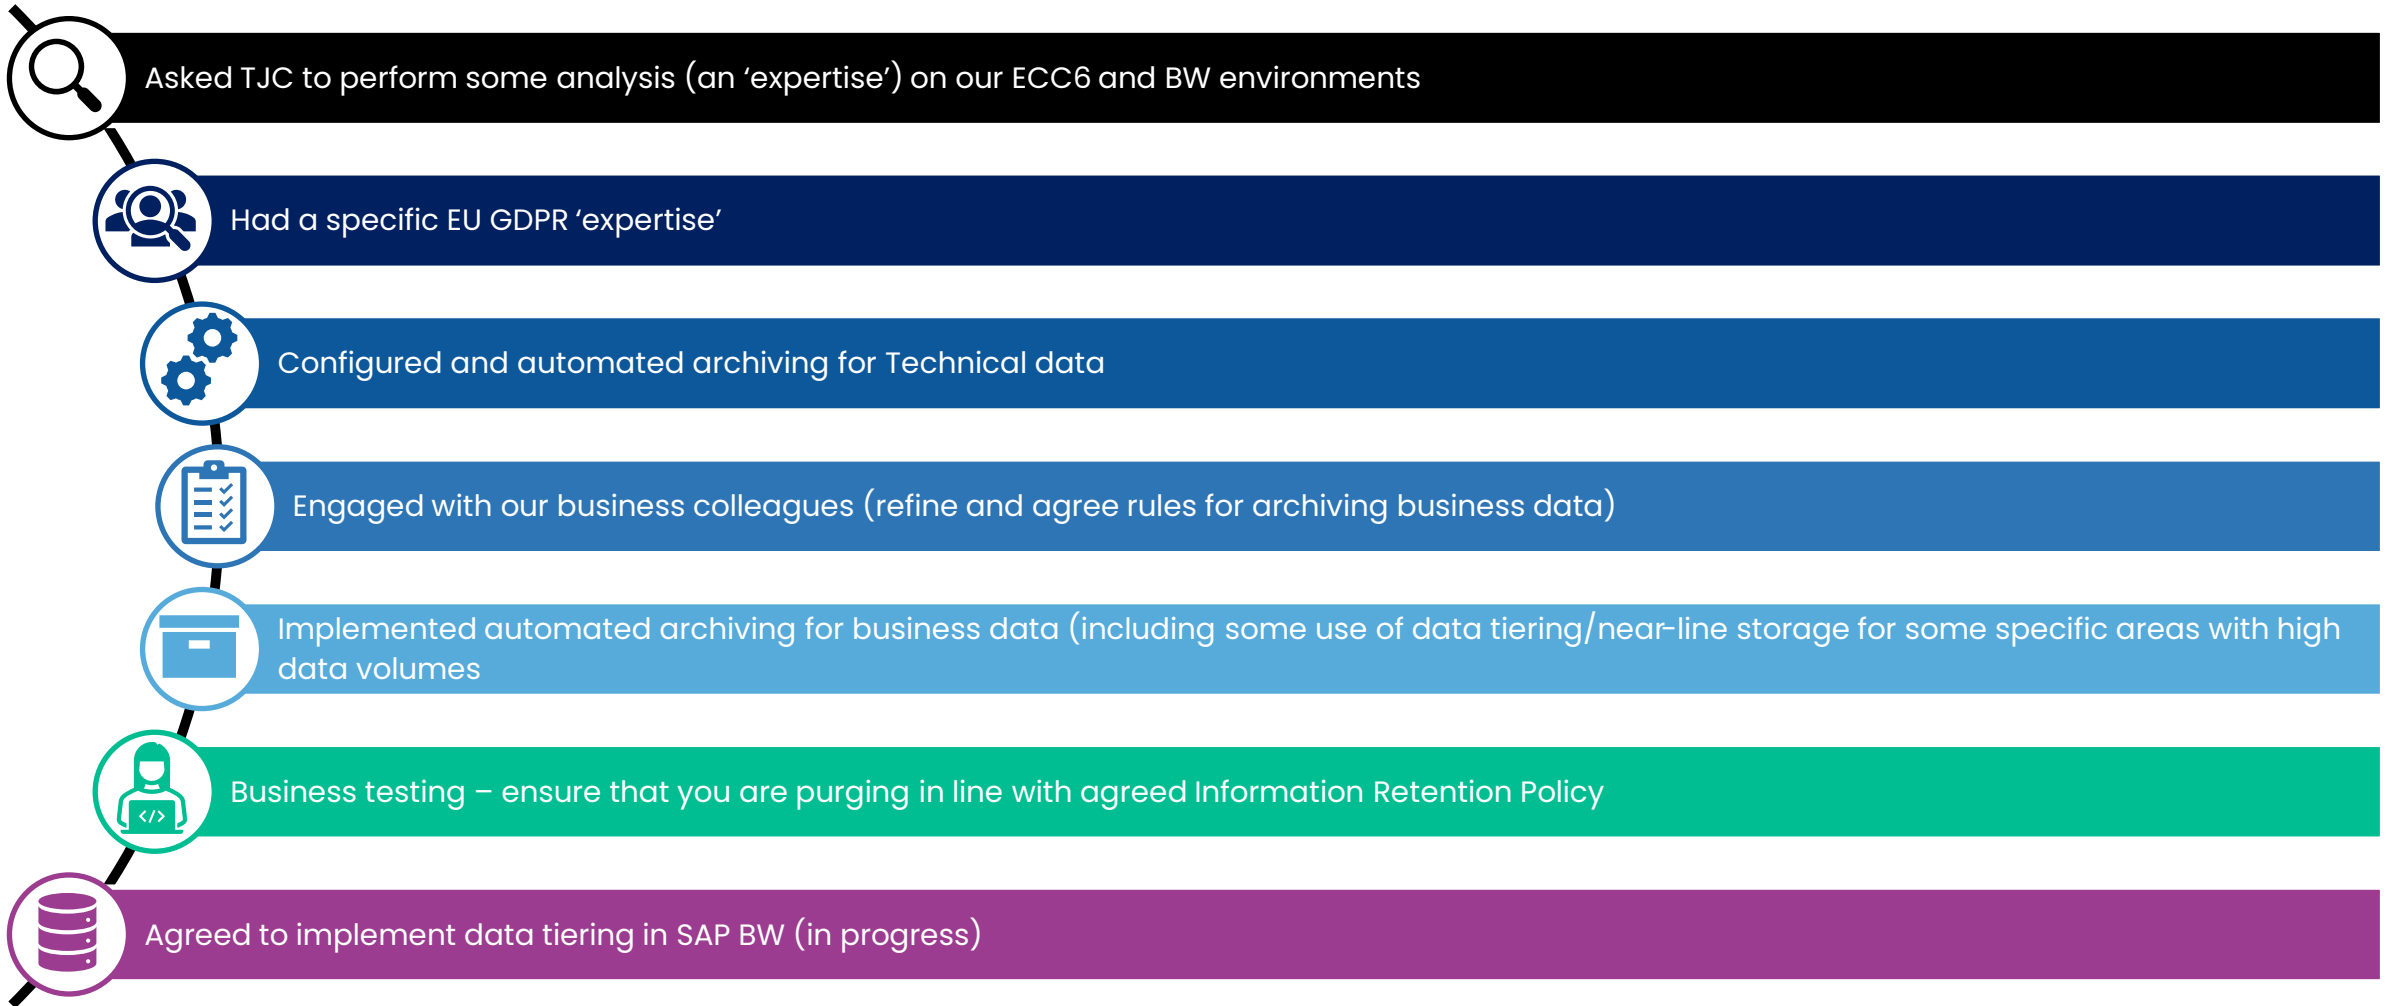 Asked TJC to perform some analysis (an ‘expertise’) on our ECC6 and BW environments
Had a specific EU GDPR ‘expertise’
Configured and automated archiving for Technical data
Engaged with our business colleagues (refine and agree rules for archiving business data)
Implemented automated archiving for business data (including some use of data tiering/near-line storage for some specific areas with high
data volumes
</>
Business testing – ensure that you are purging in line with agreed Information Retention Policy
Agreed to implement data tiering in SAP BW (in progress)